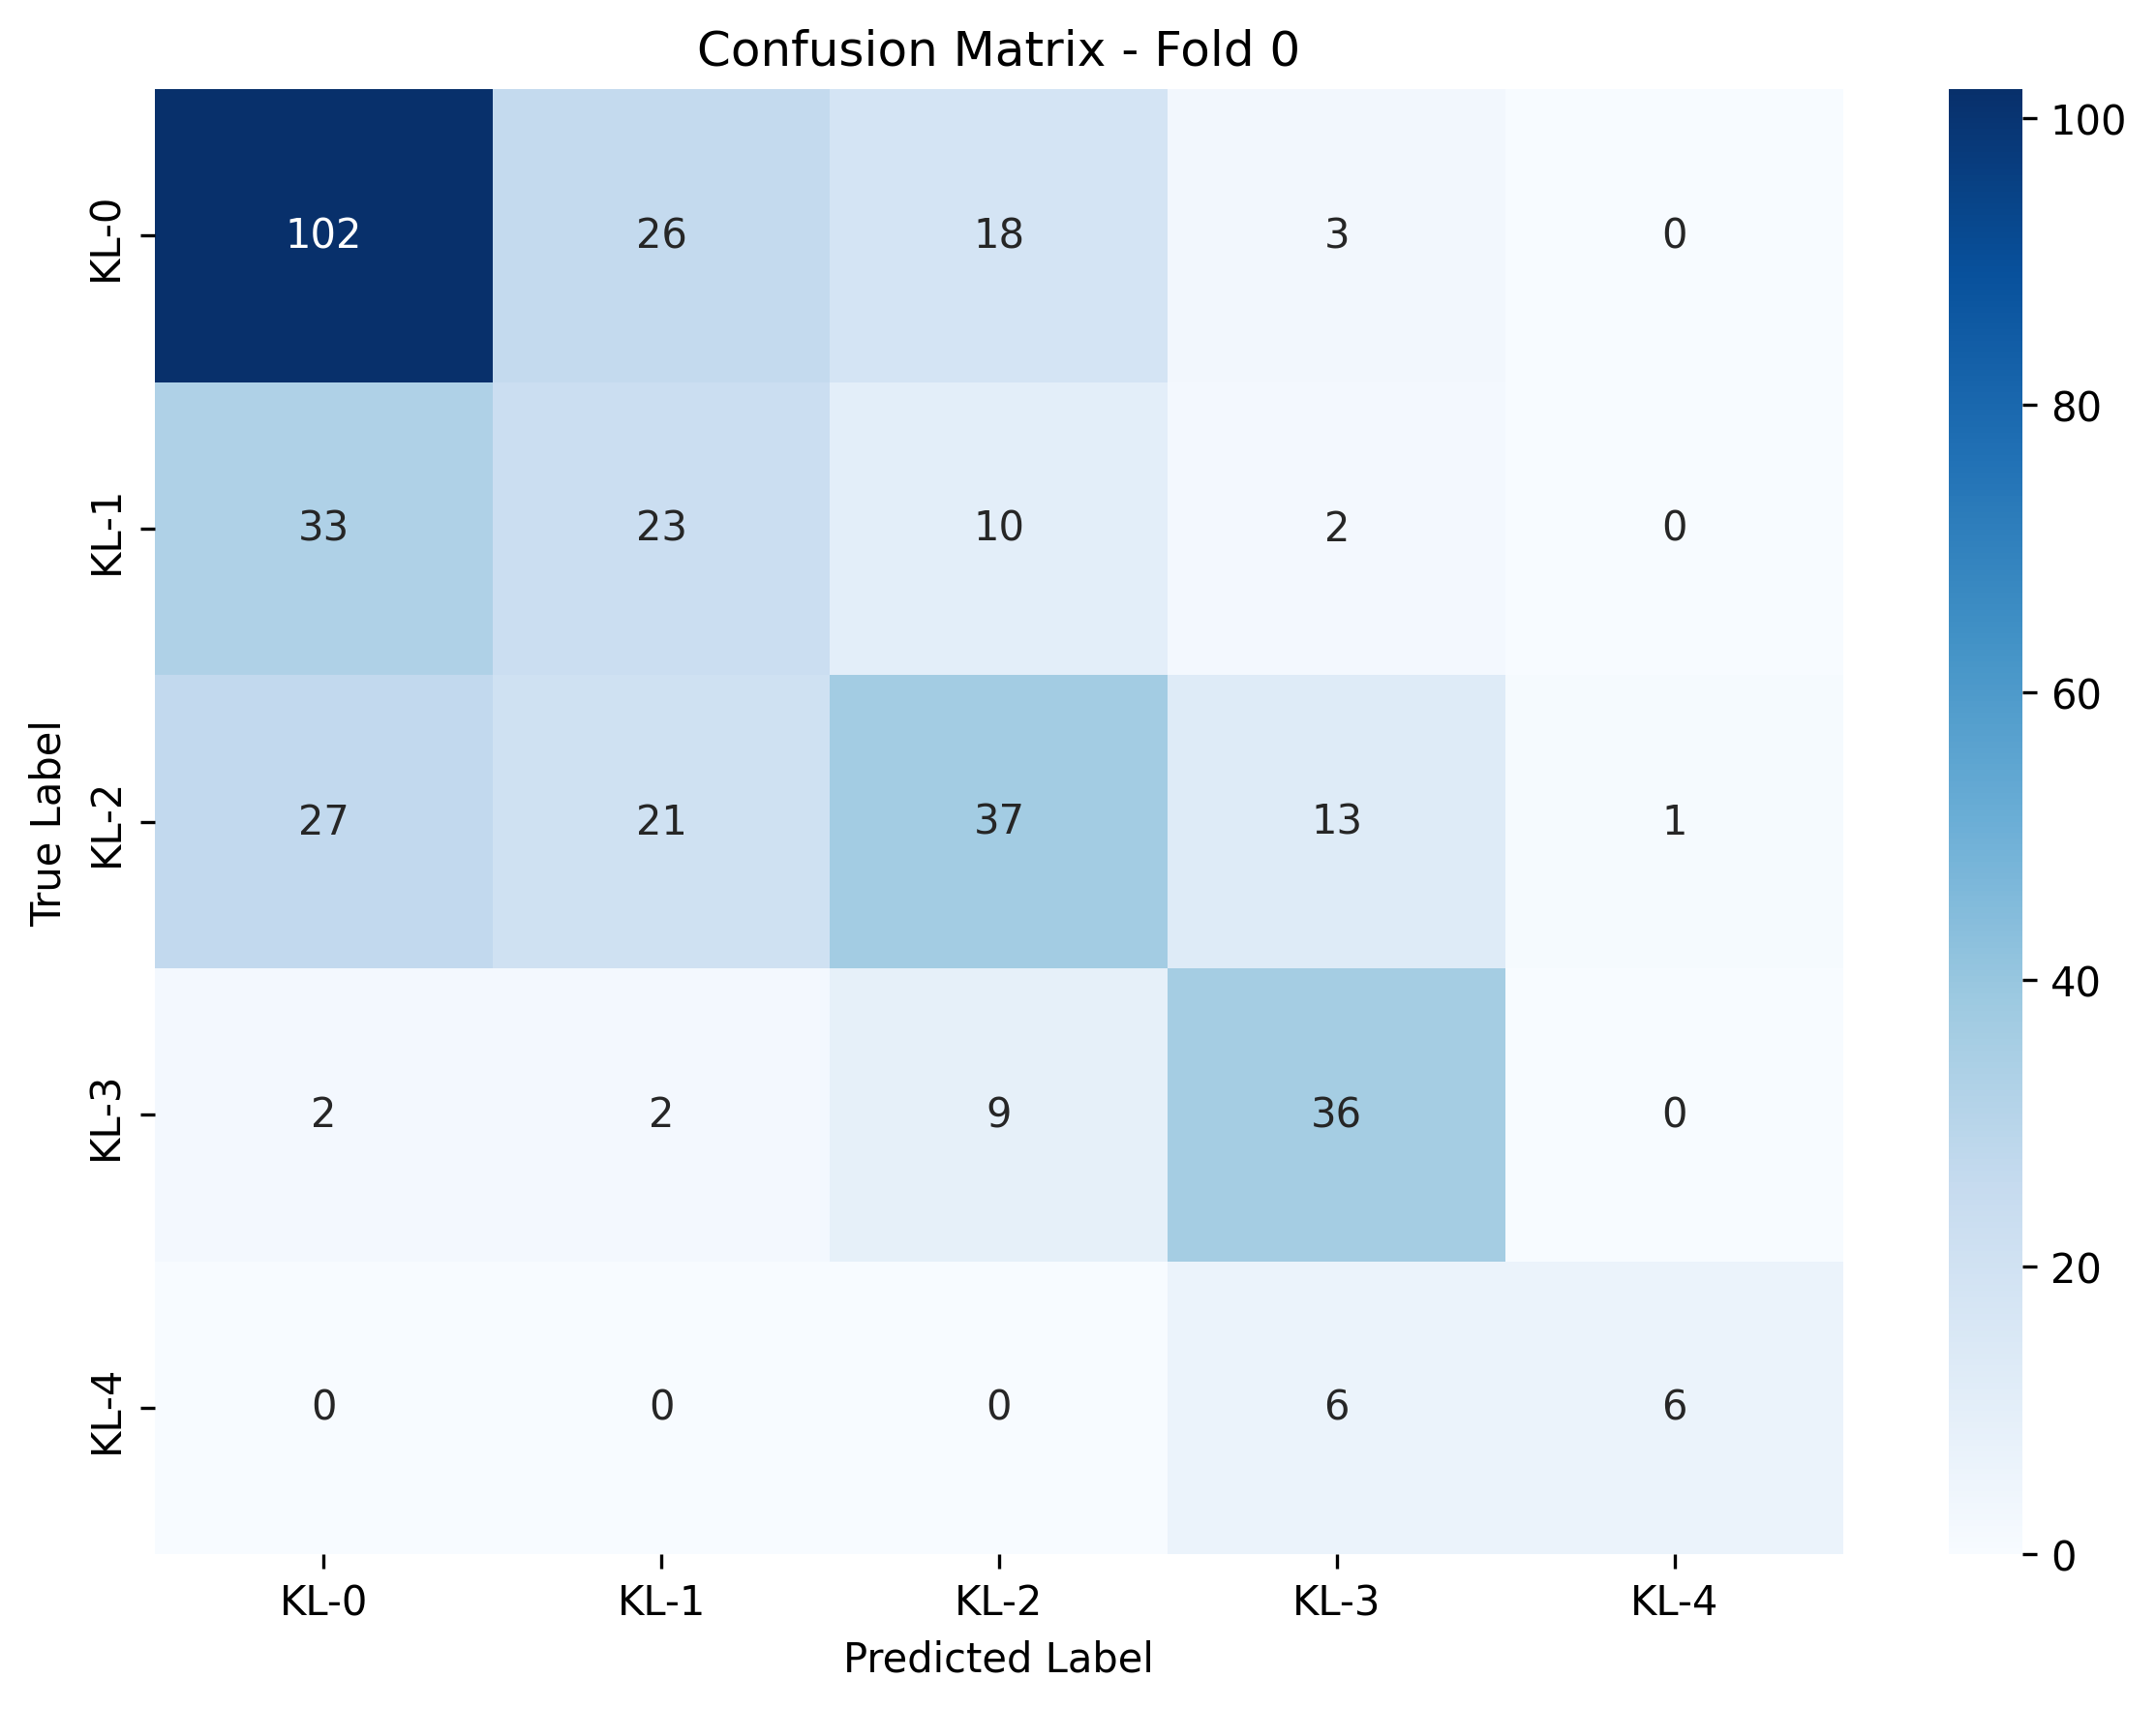 Confusion Matrix - Fold 0
KL-0 102 26 18 3 0
KL-1 33 23 10 2 0
KL-2 27 21 37 13 1
KL-3 2 2 9 36 0
KL-4 0 0 0 6 6
KL-0 KL-1 KL-2 KL-3 KL-4
Predicted Label
True Label
100
80
60
40
20
0